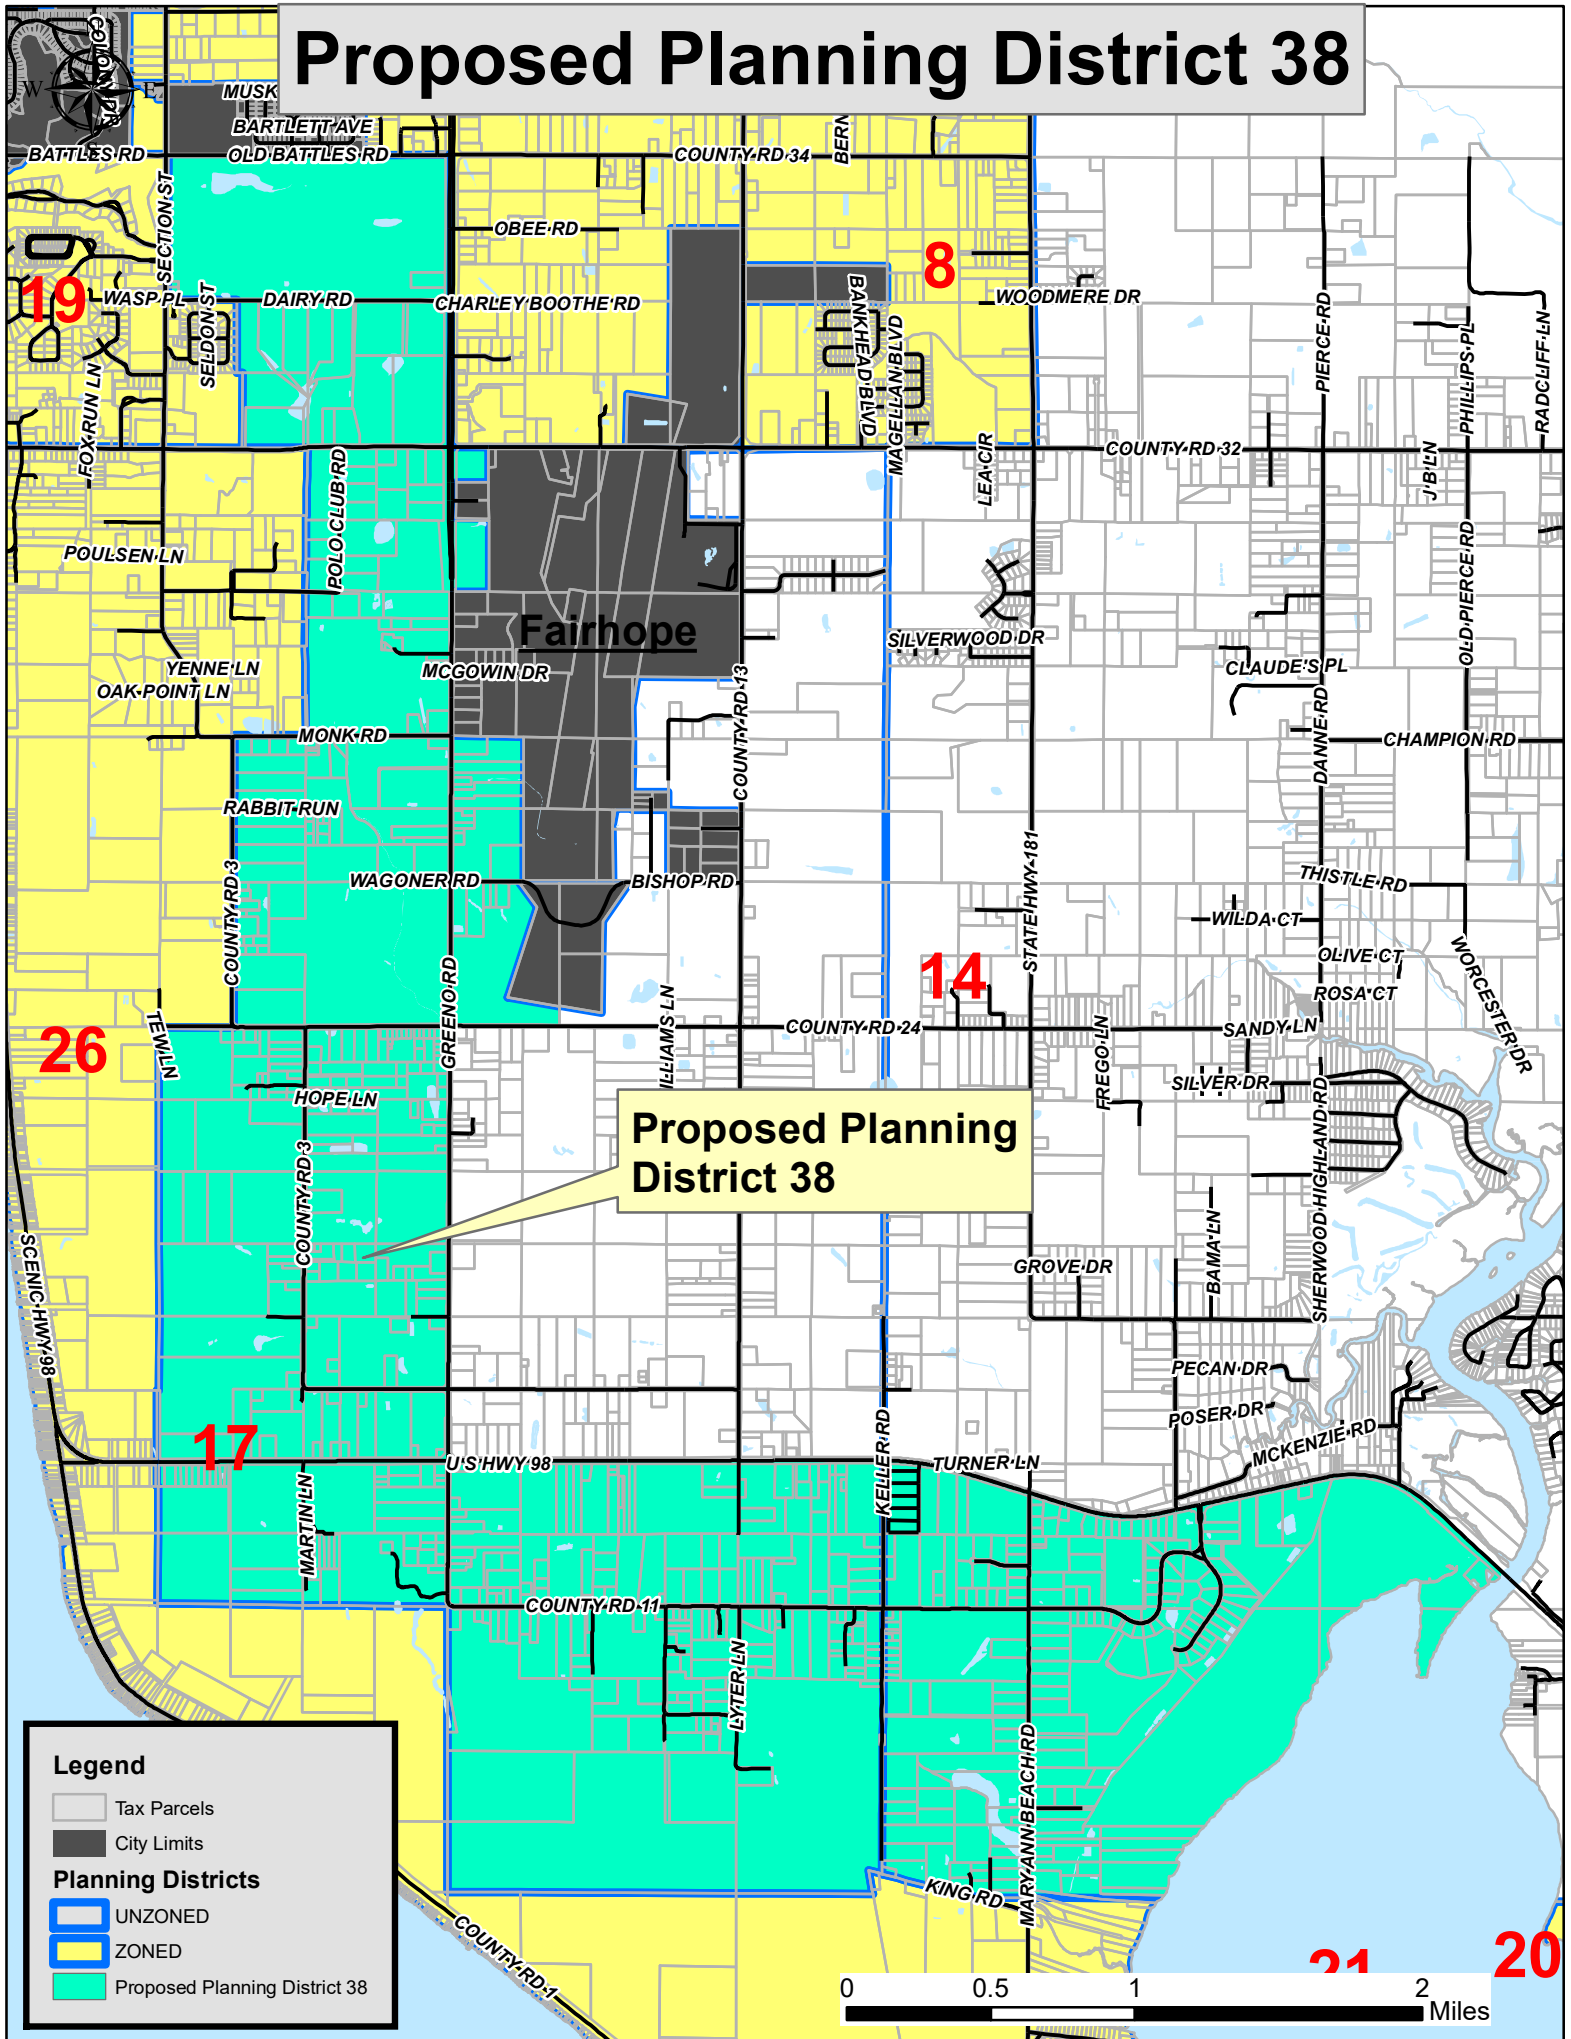 Proposed Planning District 38
COLONY DR
W
E
MUSK
BARTLETT AVE
BATTLES RD
OLD BATTLES RD
COUNTY RD 34
BERN
SECTION ST
OBEE RD
8
19
WASP PL
SELDON ST
DAIRY RD
CHARLEY BOOTHE RD
BANKHEAD BLVD
MAGELLAN BLVD
WOODMERE DR
PIERCE RD
PHILLIPS PL
RADCLIFF LN
FOX RUN LN
POLO CLUB RD
LEA CIR
COUNTY RD 32
J B LN
POULSEN LN
OLD PIERCE RD
Fairhope
SILVERWOOD DR
YENNE LN
OAK POINT LN
MCGOWIN DR
COUNTY RD 13
CLAUDE'S PL
MONK RD
DANNE RD
CHAMPION RD
RABBIT RUN
COUNTY RD 3
WAGONER RD
BISHOP RD
STATE HWY 181
THISTLE RD
WILDA CT
GREENO RD
14
OLIVE CT
ROSA CT
WORCESTER DR
26
TEW LN
ILLIAMS LN
COUNTY RD 24
FREGO LN
SANDY LN
SILVER DR
HOPE LN
Proposed Planning
District 38
COUNTY RD 3
SHERWOOD HIGHLAND RD
BAMA LN
SCENIC HWY 98
GROVE DR
PECAN DR
POSER DR
MCKENZIE RD
17
U S HWY 98
KELLER RD
TURNER LN
MARTIN LN
COUNTY RD 11
LYTER LN
MARY ANN BEACH RD
KING RD
COUNTY RD 1
21
20
Legend
Tax Parcels
City Limits
Planning Districts
UNZONED
ZONED
Proposed Planning District 38
0 0.5 1 2
Miles